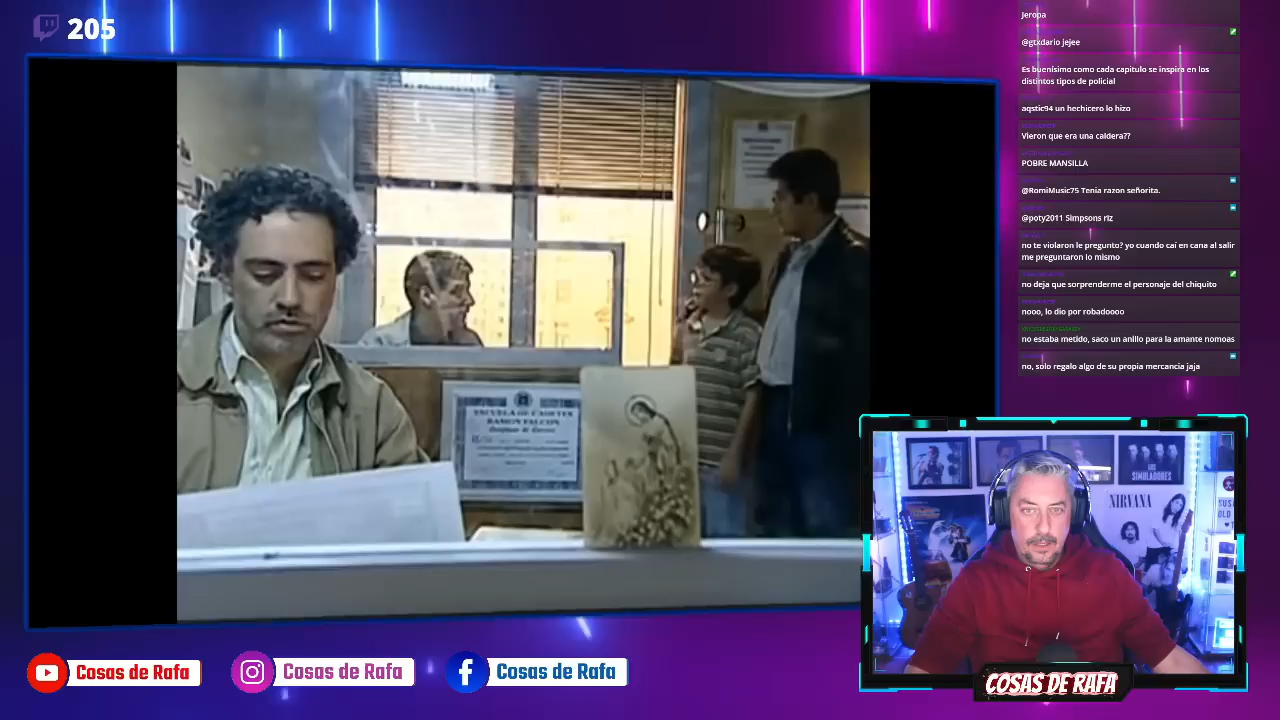 205
Jeropa
@gtxdario jejee
Es buenísimo como cada capitulo se inspira en los
distintos tipos de policial
aqstic94 un hechicero lo hizo
Vieron que era una caldera??
POBRE MANSILLA
@RomiMusic75 Tenia razon señorita.
@poty2011 Simpsons riz
no te violaron le pregunto? yo cuando caí en cana al salir
me preguntaron lo mismo
no deja que sorprenderme el personaje del chiquito
nooo, lo dio por robadoooo
no estaba metido, saco un anillo para la amante nomoas
no, solo regalo algo de su propia mercancia jaja
ESCUELA DE CADETES
RAMON FALCON
LOS
SIMULADORES
NIRVANA
Cosas de Rafa
Cosas de Rafa
Cosas de Rafa
COSAS DE RAFA